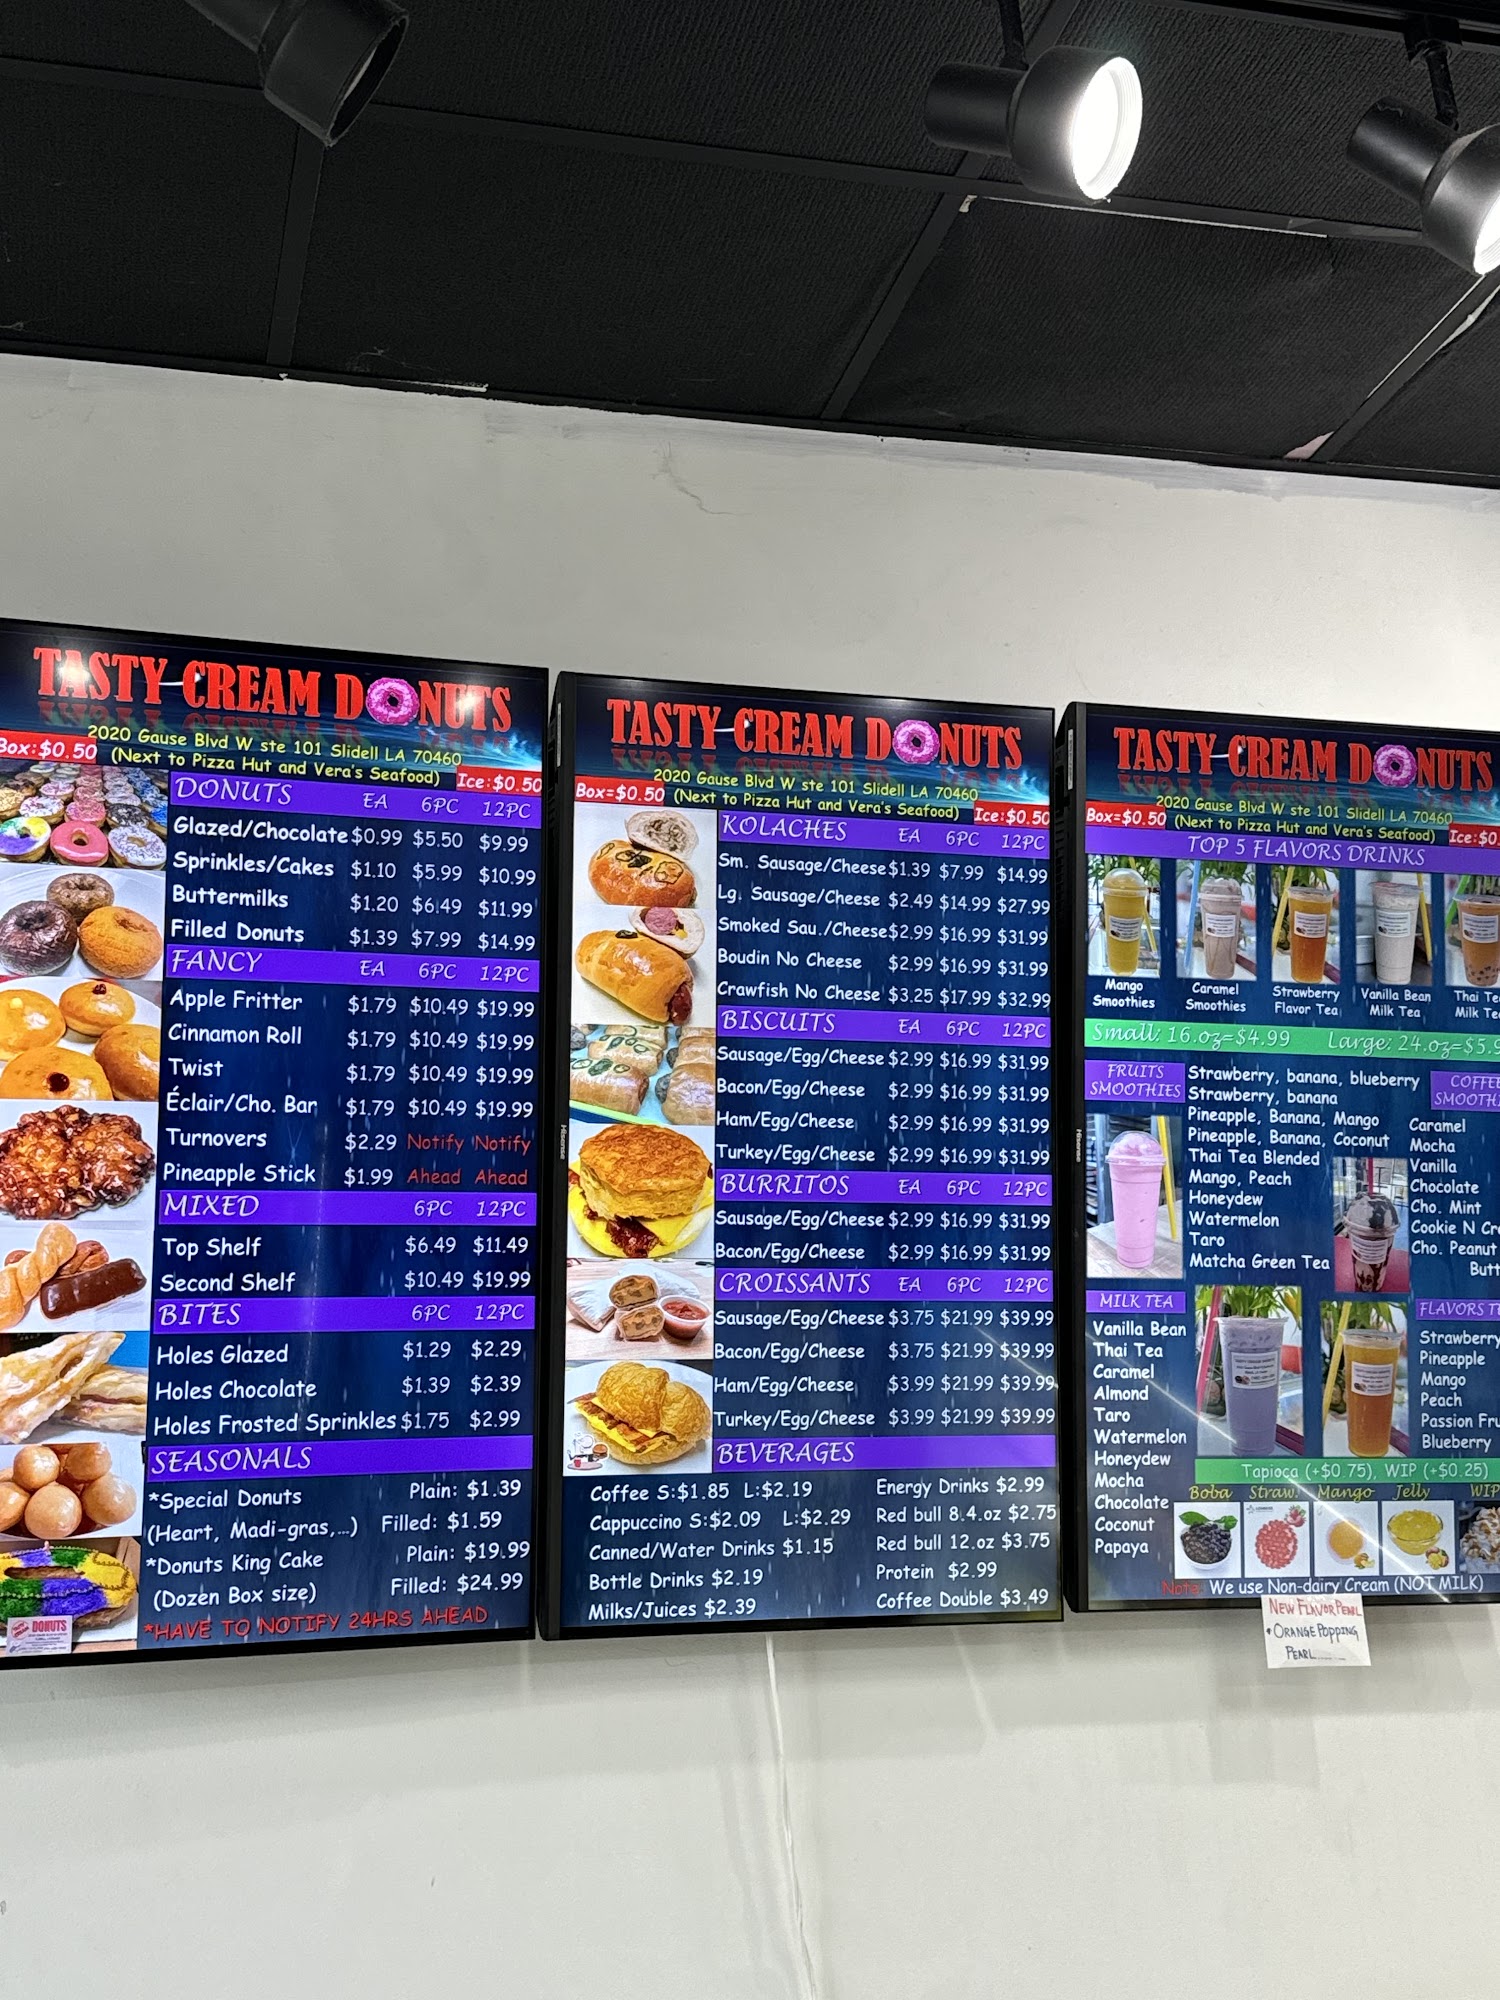 TASTY CREAM DONUTS
2020 Gause Blvd W ste 101 Slidell LA 70460
Box:$0.50 (Next to Pizza Hut and Vera's Seafood) Ice:$0.50
DONUTS EA 6PC 12PC
Glazed/Chocolate $0.99 $5.50 $9.99
Sprinkles/Cakes $1.10 $5.99 $10.99
Buttermilks $1.20 $6.49 $11.99
Filled Donuts $1.39 $7.99 $14.99
FANCY EA 6PC 12PC
Apple Fritter $1.79 $10.49 $19.99
Cinnamon Roll $1.79 $10.49 $19.99
Twist $1.79 $10.49 $19.99
Éclair/Cho. Bar $1.79 $10.49 $19.99
Turnovers $2.29 Notify Notify
Pineapple Stick $1.99 Ahead Ahead
MIXED 6PC 12PC
Top Shelf $6.49 $11.49
Second Shelf $10.49 $19.99
BITES 6PC 12PC
Holes Glazed $1.29 $2.29
Holes Chocolate $1.39 $2.39
Holes Frosted Sprinkles $1.75 $2.99
SEASONALS
*Special Donuts Plain: $1.39
(Heart, Madi-gras,...) Filled: $1.59
*Donuts King Cake Plain: $19.99
(Dozen Box size) Filled: $24.99
*HAVE TO NOTIFY 24HRS AHEAD
DONUTS
TASTY CREAM DONUTS
2020 Gause Blvd W ste 101 Slidell LA 70460
Box=$0.50 (Next to Pizza Hut and Vera's Seafood) Ice:$0.50
KOLACHES EA 6PC 12PC
Sm. Sausage/Cheese $1.39 $7.99 $14.99
Lg. Sausage/Cheese $2.49 $14.99 $27.99
Smoked Sau./Cheese $2.99 $16.99 $31.99
Boudin No Cheese $2.99 $16.99 $31.99
Crawfish No Cheese $3.25 $17.99 $32.99
BISCUITS EA 6PC 12PC
Sausage/Egg/Cheese $2.99 $16.99 $31.99
Bacon/Egg/Cheese $2.99 $16.99 $31.99
Ham/Egg/Cheese $2.99 $16.99 $31.99
Turkey/Egg/Cheese $2.99 $16.99 $31.99
BURRITOS EA 6PC 12PC
Sausage/Egg/Cheese $2.99 $16.99 $31.99
Bacon/Egg/Cheese $2.99 $16.99 $31.99
CROISSANTS EA 6PC 12PC
Sausage/Egg/Cheese $3.75 $21.99 $39.99
Bacon/Egg/Cheese $3.75 $21.99 $39.99
Ham/Egg/Cheese $3.99 $21.99 $39.99
Turkey/Egg/Cheese $3.99 $21.99 $39.99
BEVERAGES
Coffee S:$1.85 L:$2.19
Cappuccino S:$2.09 L:$2.29
Canned/Water Drinks $1.15
Bottle Drinks $2.19
Milks/Juices $2.39
Energy Drinks $2.99
Red bull 8.4.oz $2.75
Red bull 12.oz $3.75
Protein $2.99
Coffee Double $3.49
Hisense
TASTY CREAM DONUTS
2020 Gause Blvd W ste 101 Slidell LA 70460
Box=$0.50 (Next to Pizza Hut and Vera's Seafood) Ice:$0.
TOP 5 FLAVORS DRINKS
Mango
Smoothies
Caramel
Smoothies
Strawberry
Flavor Tea
Vanilla Bean
Milk Tea
Thai Te
Milk Te
Small: 16.oz=$4.99 Large: 24.oz=$5.9
FRUITS
SMOOTHIES
Strawberry, banana, blueberry
Strawberry, banana
Pineapple, Banana, Mango
Pineapple, Banana, Coconut
Thai Tea Blended
Mango, Peach
Honeydew
Watermelon
Taro
Matcha Green Tea
COFFE
SMOOTH
Caramel
Mocha
Vanilla
Chocolate
Cho. Mint
Cookie N Cr
Cho. Peanut
Butt
MILK TEA
Vanilla Bean
Thai Tea
Caramel
Almond
Taro
Watermelon
Honeydew
Mocha
Chocolate
Coconut
Papaya
FLAVORS T
Strawberry
Pineapple
Mango
Peach
Passion Fru
Blueberry
Tapioca (+$0.75), WIP (+$0.25)
Boba Straw. Mango Jelly WIP
Note: We use Non-dairy Cream (NOT MILK)
NEW FLAVOR PEARL
• ORANGE POPPING
PEARL
Hisense